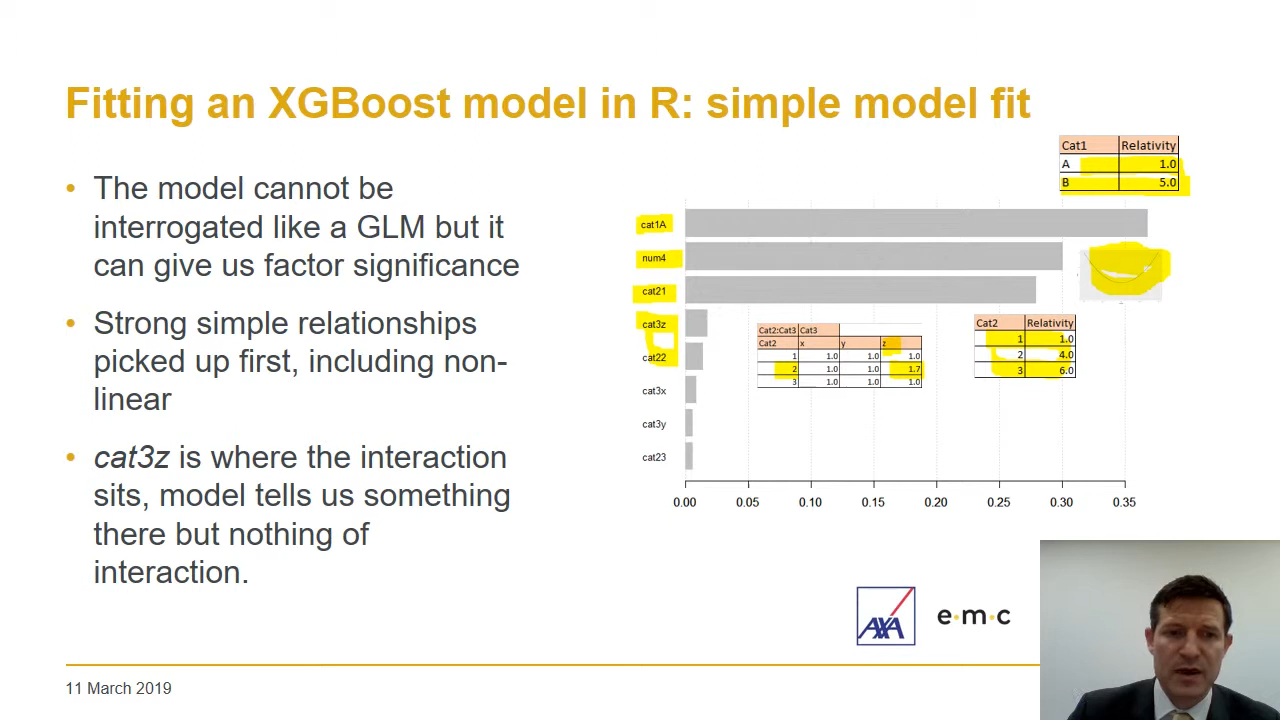 Fitting an XGBoost model in R: simple model fit
• The model cannot be
interrogated like a GLM but it
can give us factor significance
• Strong simple relationships
picked up first, including non-
linear
• cat3z is where the interaction
sits, model tells us something
there but nothing of
interaction.
Cat1 Relativity
A 1.0
B 5.0
cat1A
num4
cat21
cat3z
cat22
cat3x
cat3y
cat23
0.00 0.05 0.10 0.15 0.20 0.25 0.30 0.35
Cat2:Cat3 Cat3
Cat2 x y z
1 1.0 1.0 1.0
2 1.0 1.0 1.7
3 1.0 1.0 1.0
Cat2 Relativity
1 1.0
2 4.0
3 6.0
AXA
e·m·c
11 March 2019